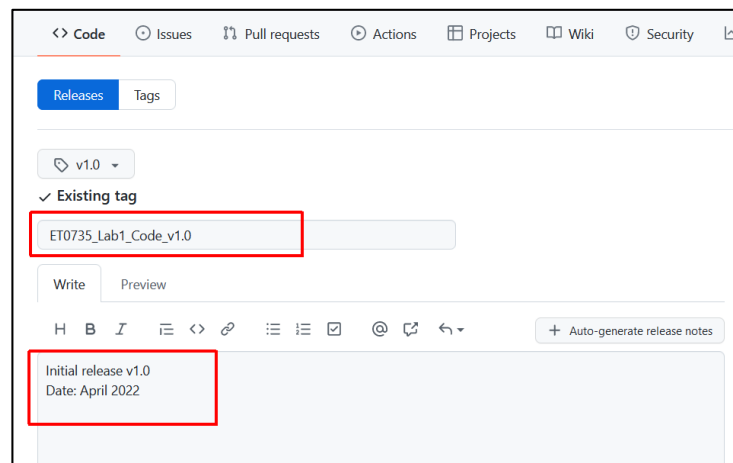 Code Issues Pull requests Actions Projects Wiki Security
Releases Tags
v1.0
Existing tag
ET0735_Lab1_Code_v1.0
Write Preview
H B I @ + Auto-generate release notes
Initial release v1.0
Date: April 2022